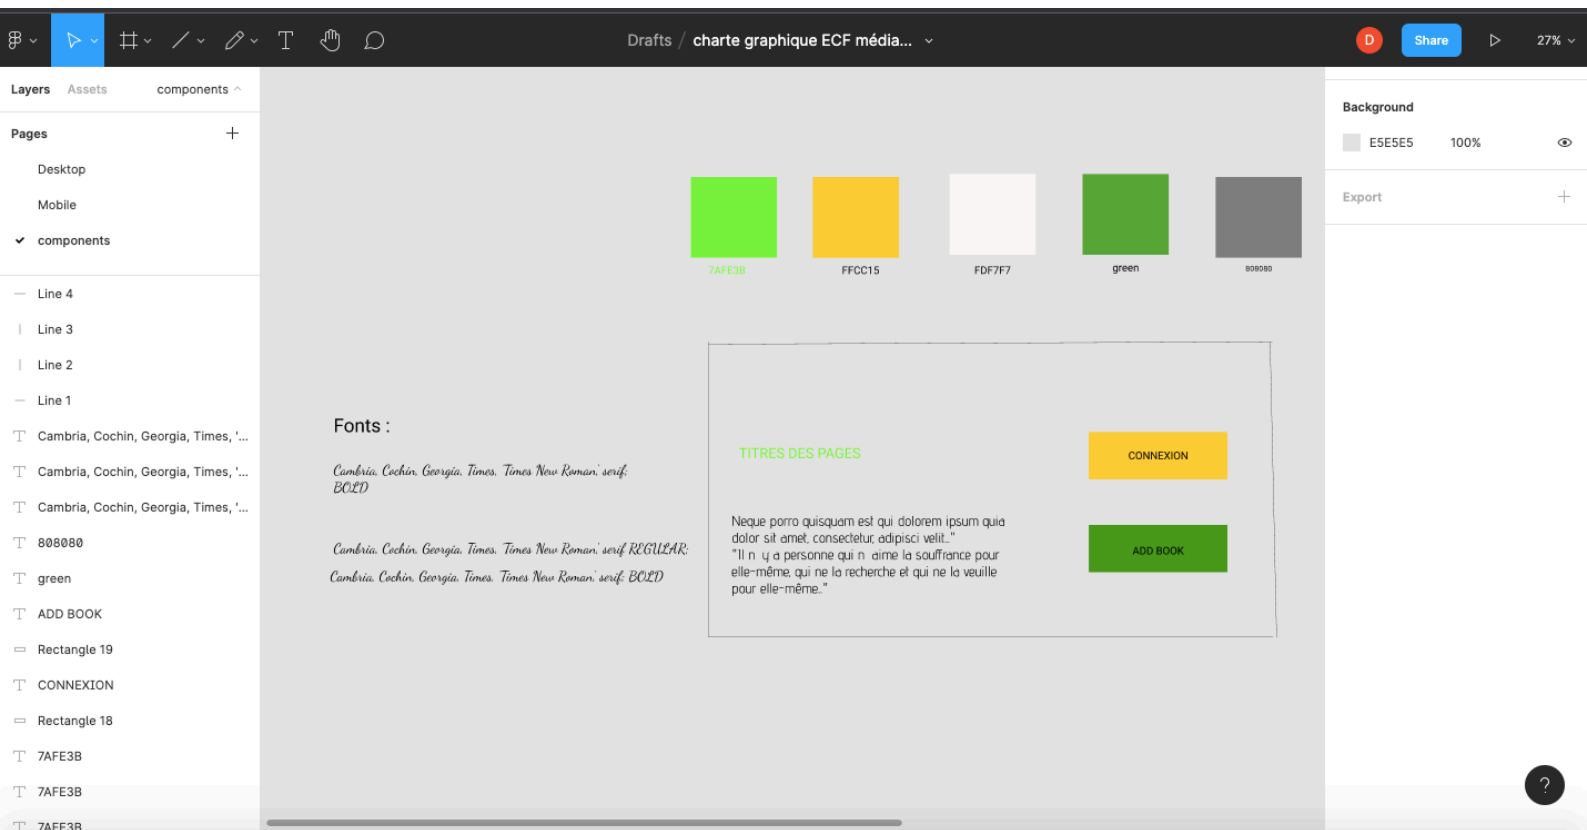 Drafts / charte graphique ECF média...
D
Share
27%
Layers
Assets
components
Pages
Desktop
Mobile
components
Line 4
Line 3
Line 2
Line 1
Cambria, Cochin, Georgia, Times, '...
Cambria, Cochin, Georgia, Times, '...
Cambria, Cochin, Georgia, Times, '...
808080
green
ADD BOOK
Rectangle 19
CONNEXION
Rectangle 18
7AFE3B
7AFE3B
7AFE3B
7AFE3B
FFCC15
FDF7F7
green
808080
Fonts :
Cambria, Cochin, Georgia, Times, 'Times New Roman,' serif;
BOLD
Cambria, Cochin, Georgia, Times, 'Times New Roman,' serif REGULAR;
Cambria, Cochin, Georgia, Times, 'Times New Roman,' serif; BOLD
TITRES DES PAGES
Neque porro quisquam est qui dolorem ipsum quia
dolor sit amet, consectetur, adipisci velit..."
"Il n y a personne qui n aime la souffrance pour
elle-même, qui ne la recherche et qui ne la veuille
pour elle-même..."
CONNEXION
ADD BOOK
Background
E5E5E5
100%
Export
?